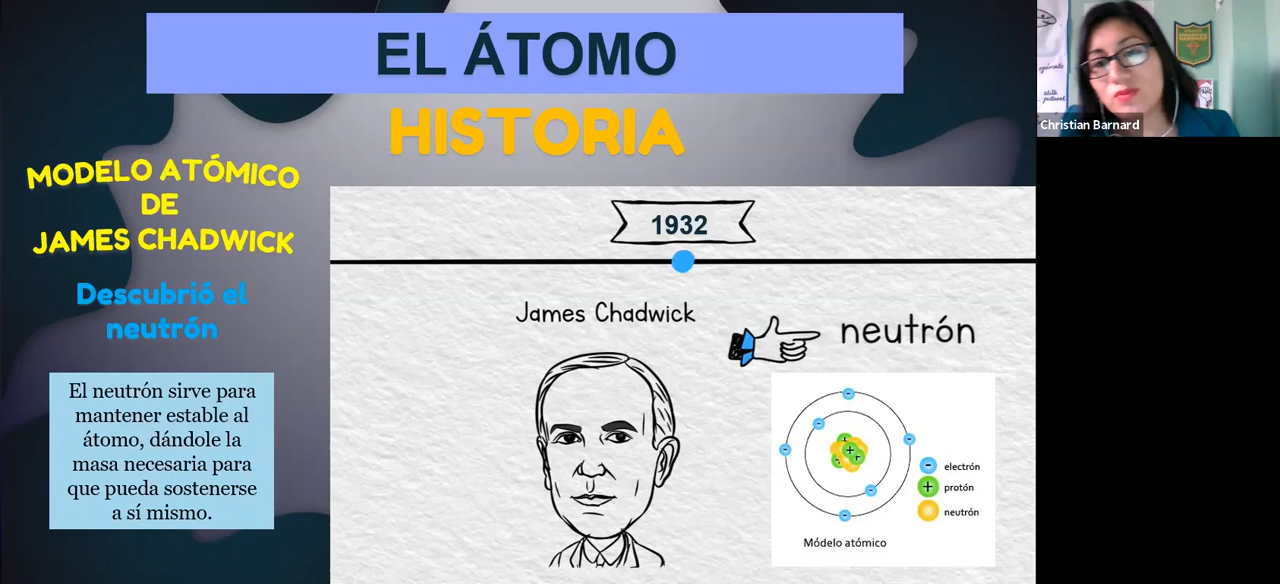 EL ÁTOMO
HISTORIA
MODELO ATÓMICO
DE
JAMES CHADWICK
Descubrió el
neutrón
El neutrón sirve para
mantener estable al
átomo, dándole la
masa necesaria para
que pueda sostenerse
a sí mismo.
1932
James Chadwick
neutrón
- electrón
+ protón
neutrón
Módelo atómico
Christian Barnard